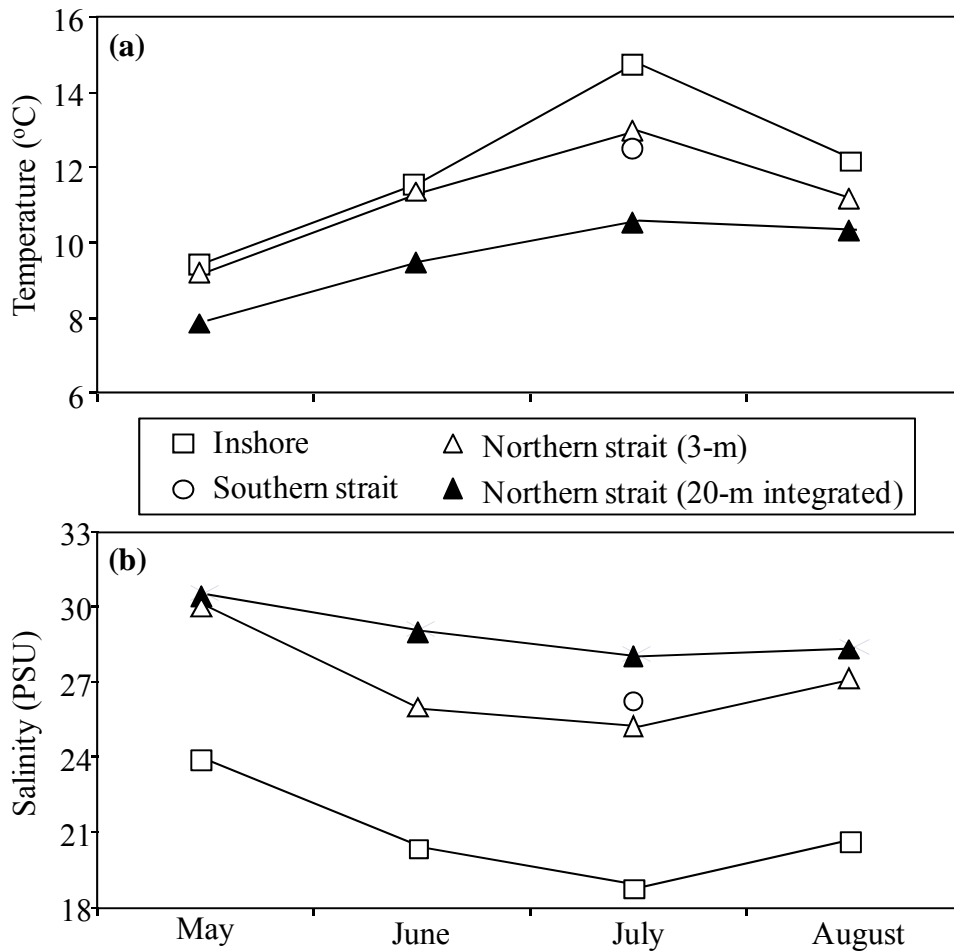 16
(a)
14
12
10
8
6
Temperature (°C)
Inshore
Northern strait (3-m)
Southern strait
Northern strait (20-m integrated)
33
(b)
30
27
24
21
18
Salinity (PSU)
May
June
July
August